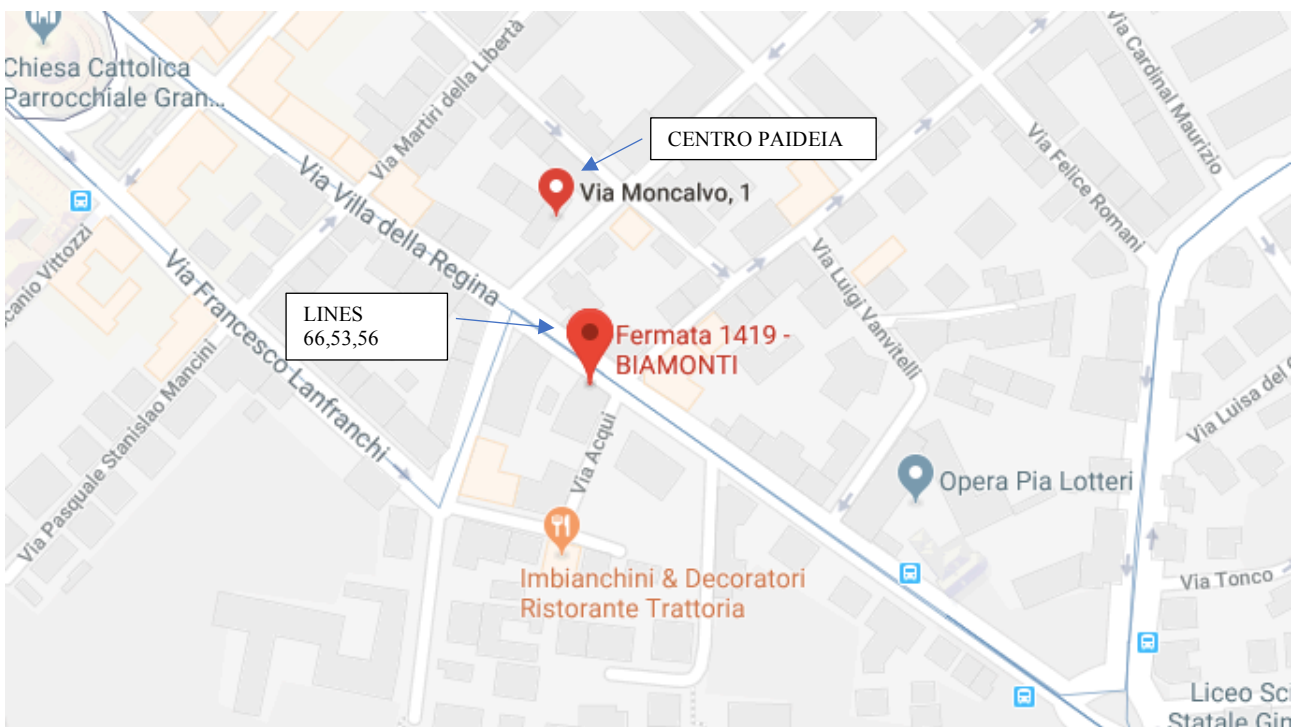 Chiesa Cattolica
Parrocchiale Gran...
Via Martiri della Libertà
Via Cardinal Maurizio
CENTRO PAIDEIA
Via Moncalvo, 1
Via Felice Romani
Via Villa della Regina
Vittozzi
LINES
66,53,56
Fermata 1419 -
BIAMONTI
Via Luigi Vanvitelli
Via Francesco Lanfranchi
Via Pasquale Stanislao Mancini
Via Luisa del
Via Acqui
Opera Pia Lotteri
Imbianchini & Decoratori
Ristorante Trattoria
Via Tonco
Liceo Sci
Statale Gin